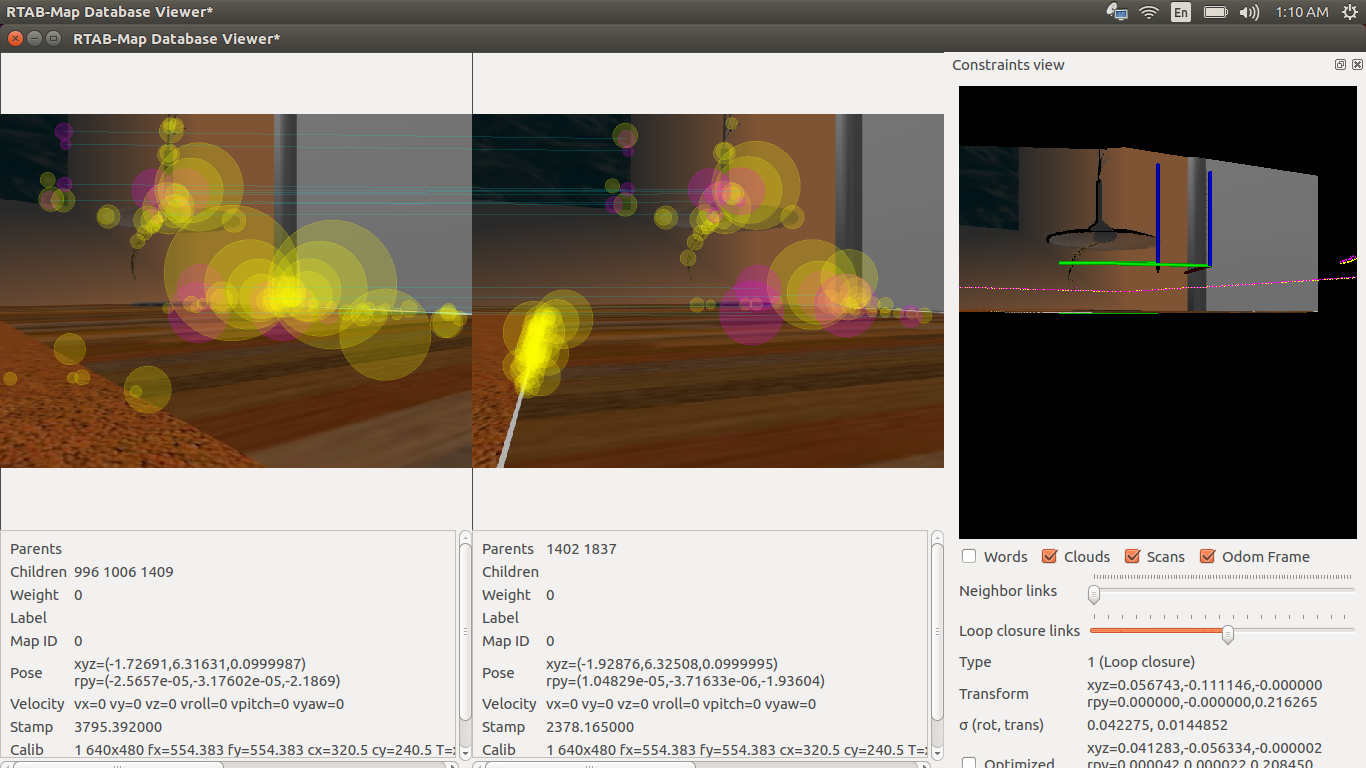 RTAB-Map Database Viewer*
En
1:10 AM
RTAB-Map Database Viewer*
Constraints view
Parents
Children 996 1006 1409
Weight 0
Label
Map ID 0
Pose xyz=(-1.72691,6.31631,0.0999987)
rpy=(-2.5657e-05,-3.17602e-05,-2.1869)
Velocity vx=0 vy=0 vz=0 vroll=0 vpitch=0 vyaw=0
Stamp 3795.392000
Calib 1 640x480 fx=554.383 fy=554.383 cx=320.5 cy=240.5 T=x
Parents 1402 1837
Children
Weight 0
Label
Map ID 0
Pose xyz=(-1.92876,6.32508,0.0999995)
rpy=(1.04829e-05,-3.71633e-06,-1.93604)
Velocity vx=0 vy=0 vz=0 vroll=0 vpitch=0 vyaw=0
Stamp 2378.165000
Calib 1 640x480 fx=554.383 fy=554.383 cx=320.5 cy=240.5 T=x
Words Clouds Scans Odom Frame
Neighbor links
Loop closure links
Type 1 (Loop closure)
Transform xyz=0.056743,-0.111146,-0.000000
rpy=0.000000,-0.000000,0.216265
σ (rot, trans) 0.042275, 0.0144852
Optimized xyz=0.041283,-0.056334,-0.000002
rpy=0.000042,0.000022,0.208450